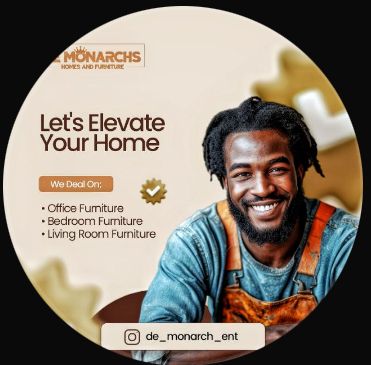 MONARCHS
HOMES AND FURNITURE
Let's Elevate
Your Home
We Deal On;
• Office Furniture
• Bedroom Furniture
• Living Room Furniture
de_monarch_ent